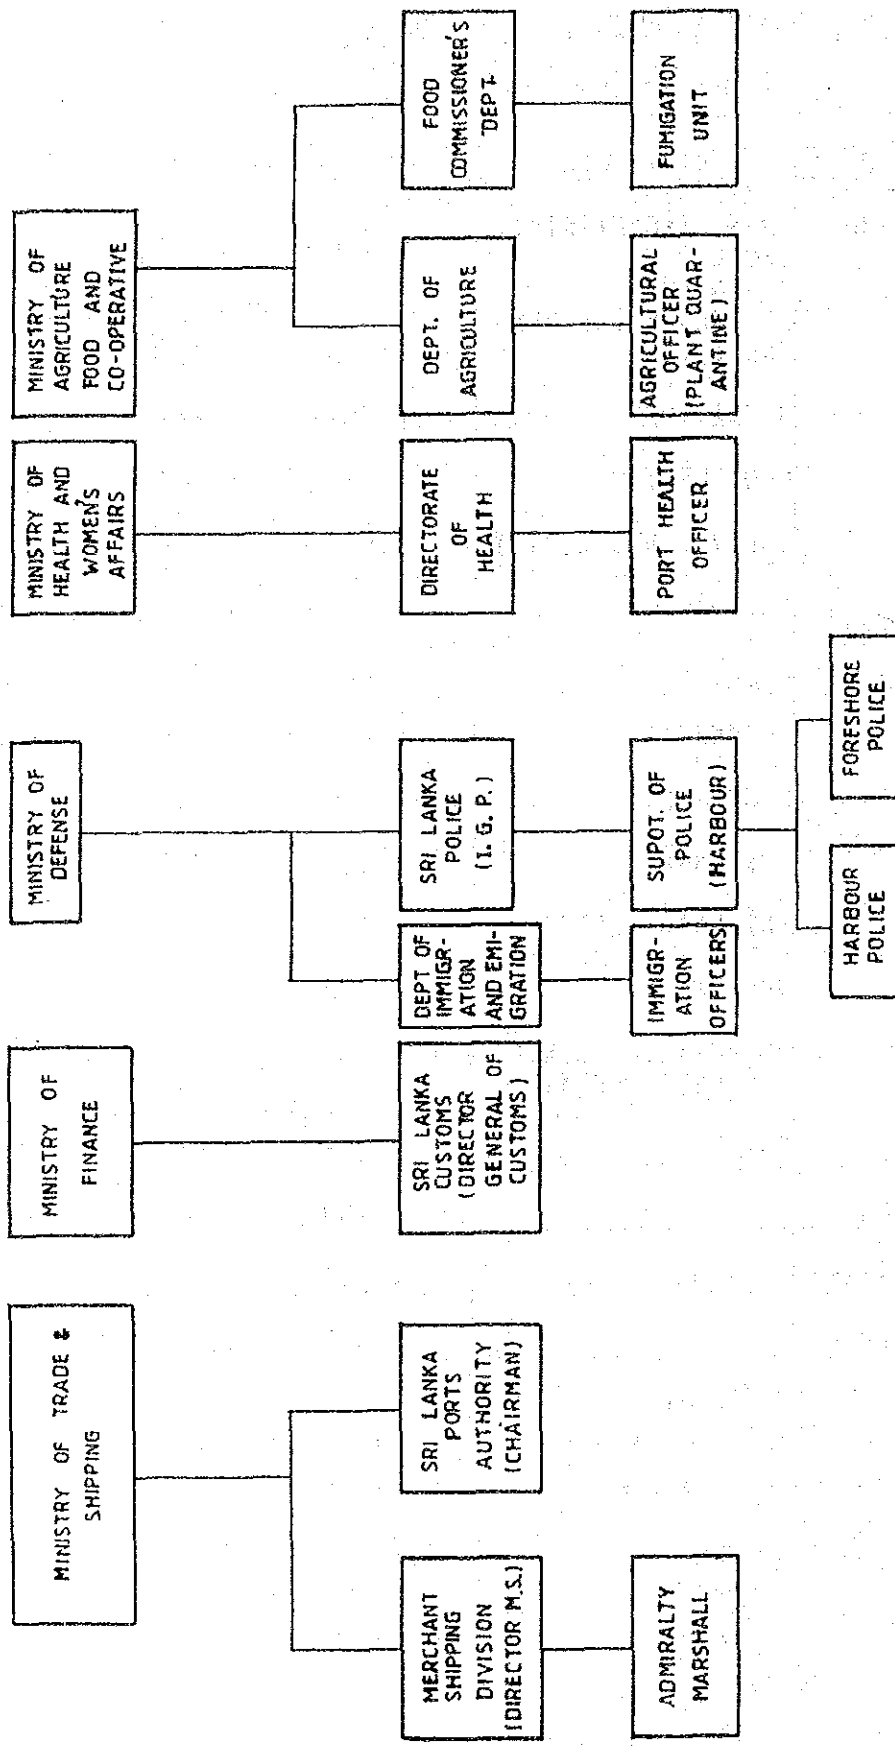 MINISTRY OF TRADE &
SHIPPING
MINISTRY OF
FINANCE
MINISTRY OF
DEFENSE
MINISTRY OF
HEALTH AND
WOMEN'S
AFFAIRS
MINISTRY OF
AGRICULTURE
FOOD AND
CO-OPERATIVE
MERCHANT
SHIPPING
DIVISION
(DIRECTOR M.S.)
SRI LANKA
PORTS
AUTHORITY
(CHAIRMAN)
SRI LANKA
CUSTOMS
(DIRECTOR
GENERAL OF
CUSTOMS)
DEPT OF
IMMIGR-
ATION
AND EMI-
GRATION
SRI LANKA
POLICE
(I. G. P.)
DIRECTORATE
OF
HEALTH
DEPT. OF
AGRICULTURE
FOOD
COMMISSIONER'S
DEPT.
ADMIRALTY
MARSHALL
IMMIGR-
ATION
OFFICERS
SUPDT. OF
POLICE
(HARBOUR)
PORT HEALTH
OFFICER
AGRICULTURAL
OFFICER
(PLANT QUAR-
ANTINE)
FUMIGATION
UNIT
HARBOUR
POLICE
FORESHORE
POLICE